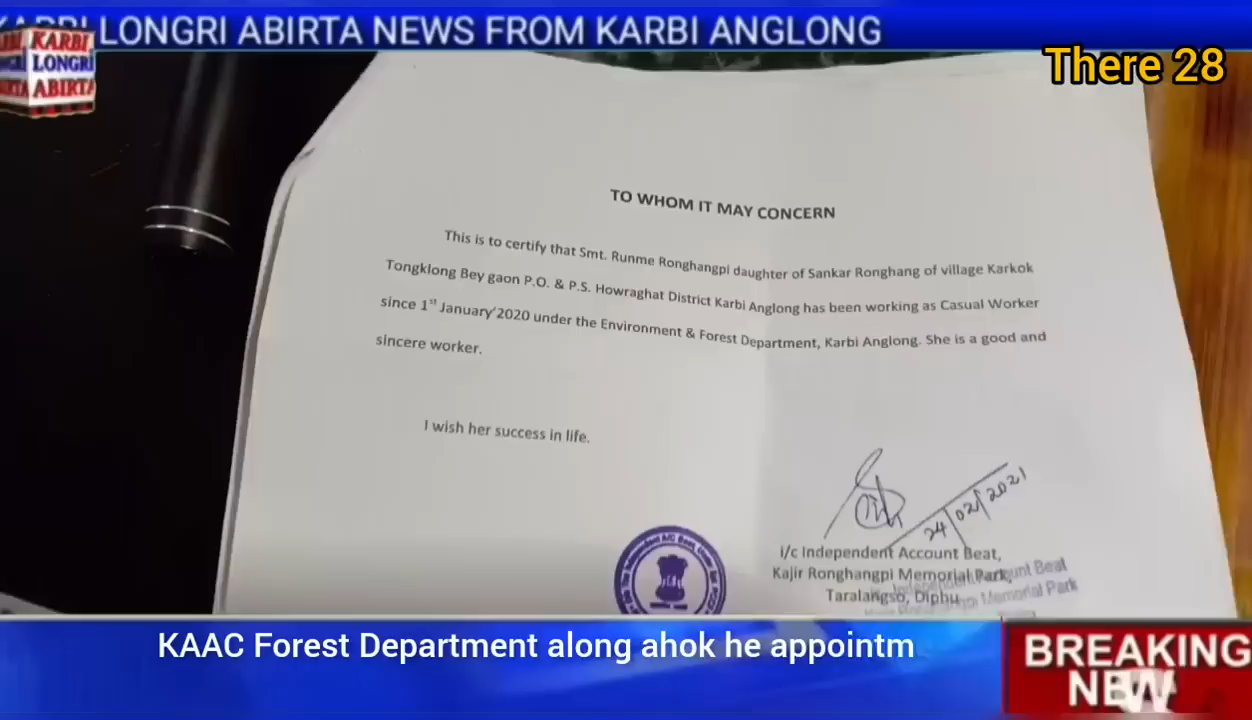 KARBI LONGRI ABIRTA NEWS FROM KARBI ANGLONG
KARBI
LONGRI
ABIRTA
There 28
TO WHOM IT MAY CONCERN
This is to certify that Smt. Runme Ronghangpi daughter of Sankar Ronghang of village Karkok
Tongklong Bey gaon P.O. & P.S. Howraghat District Karbi Anglong has been working as Casual Worker
since 1st January'2020 under the Environment & Forest Department, Karbi Anglong. She is a good and
sincere worker.
I wish her success in life.
24/02/2021
i/c Independent Account Beat,
Kajir Ronghangpi Memorial Park,
Taralangso, Diphu
Account Beat
Memorial Park
KAAC Forest Department along ahok he appointm
BREAKING
NEW